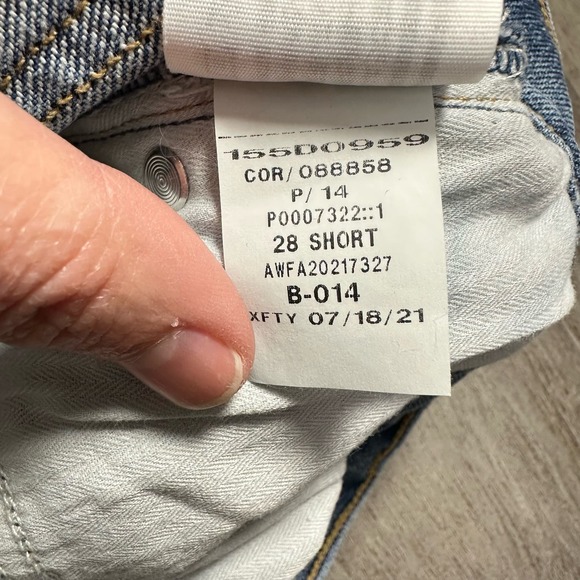 155D0959
COR/088858
P/14
P0007322::1
28 SHORT
AWFA20217327
B-014
XFTY 07/18/21